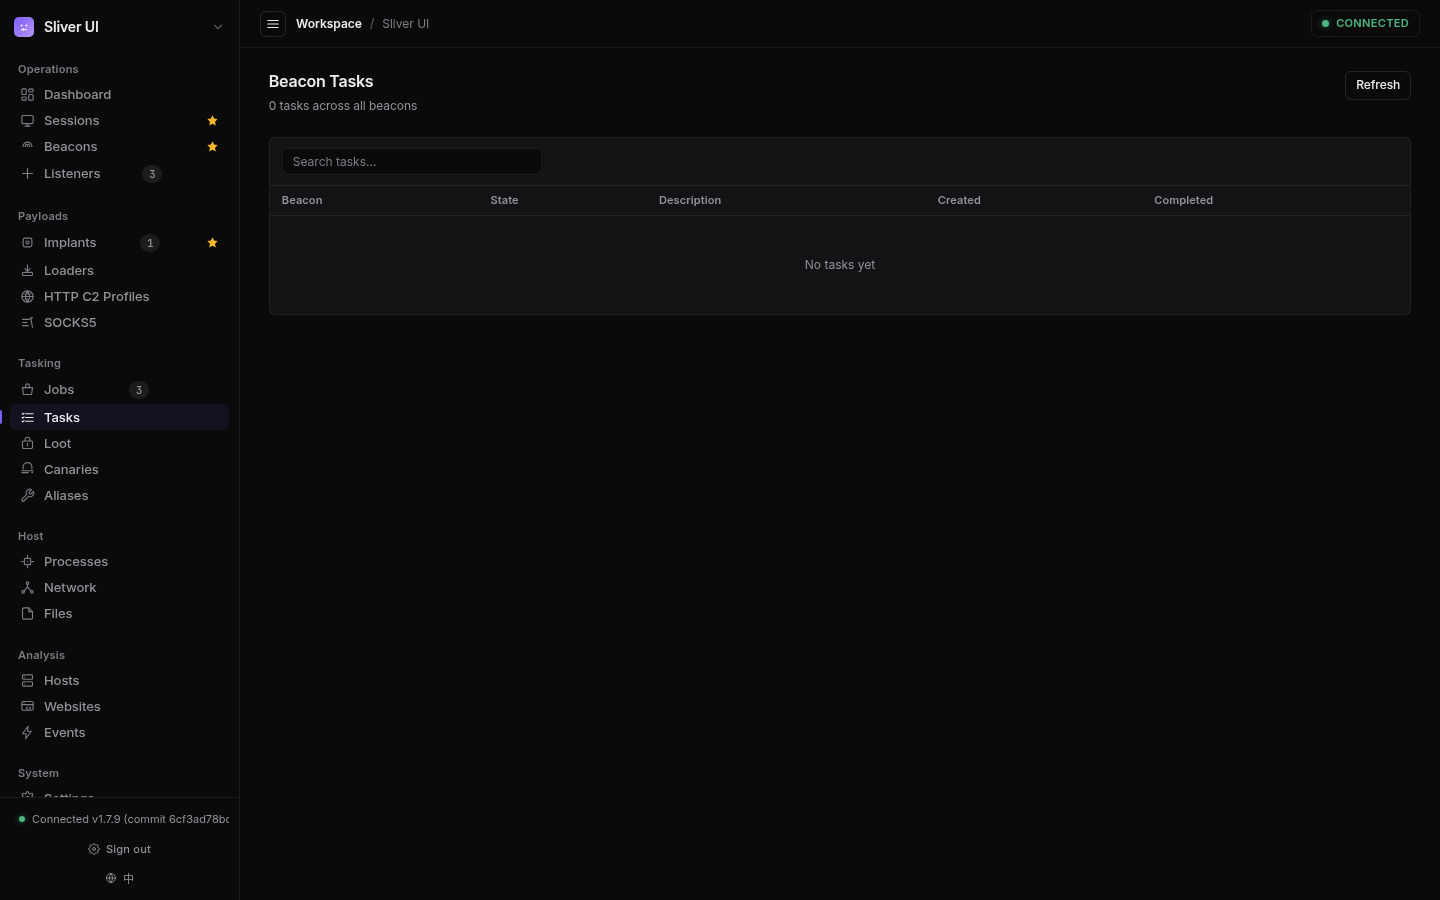 Sliver UI
Operations
Dashboard
Sessions
Beacons
Listeners 3
Payloads
Implants 1
Loaders
HTTP C2 Profiles
SOCKS5
Tasking
Jobs 3
Tasks
Loot
Canaries
Aliases
Host
Processes
Network
Files
Analysis
Hosts
Websites
Events
System
Settings
Connected v1.7.9 (commit 6cf3ad78bc
Sign out
中
Workspace / Sliver UI
CONNECTED
Beacon Tasks
0 tasks across all beacons
Refresh
Search tasks...
Beacon State Description Created Completed
No tasks yet